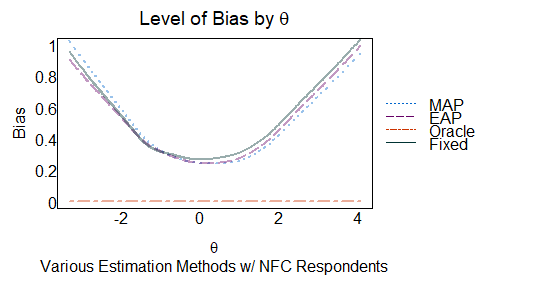 Level of Bias by θ
1
0.8
0.6
0.4
0.2
0
Bias
-2
0
2
4
θ
MAP
EAP
Oracle
Fixed
Various Estimation Methods w/ NFC Respondents